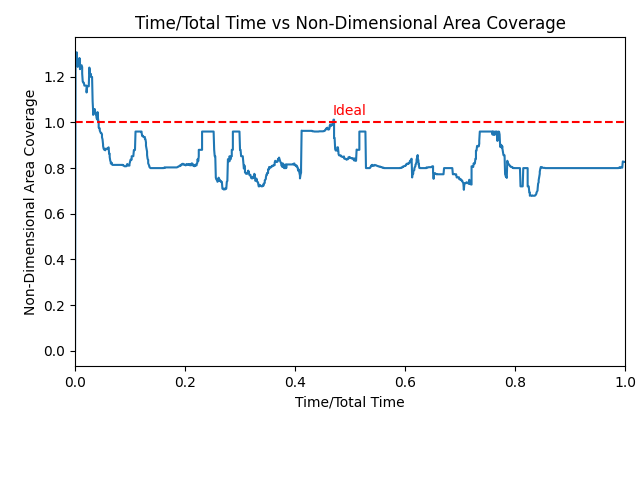 Time/Total Time vs Non-Dimensional Area Coverage
Non-Dimensional Area Coverage
1.2
1.0
0.8
0.6
0.4
0.2
0.0
Ideal
0.0 0.2 0.4 0.6 0.8 1.0
Time/Total Time